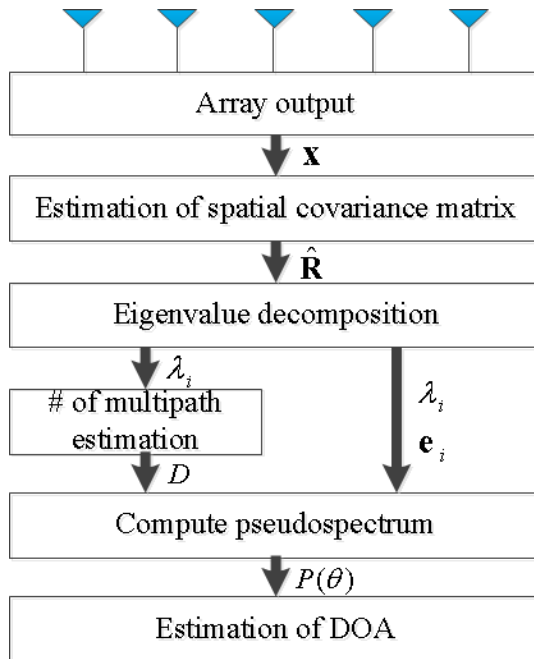 Array output
x
Estimation of spatial covariance matrix
R̂
Eigenvalue decomposition
λi
# of multipath
estimation
λi
ei
D
Compute pseudospectrum
P(θ)
Estimation of DOA